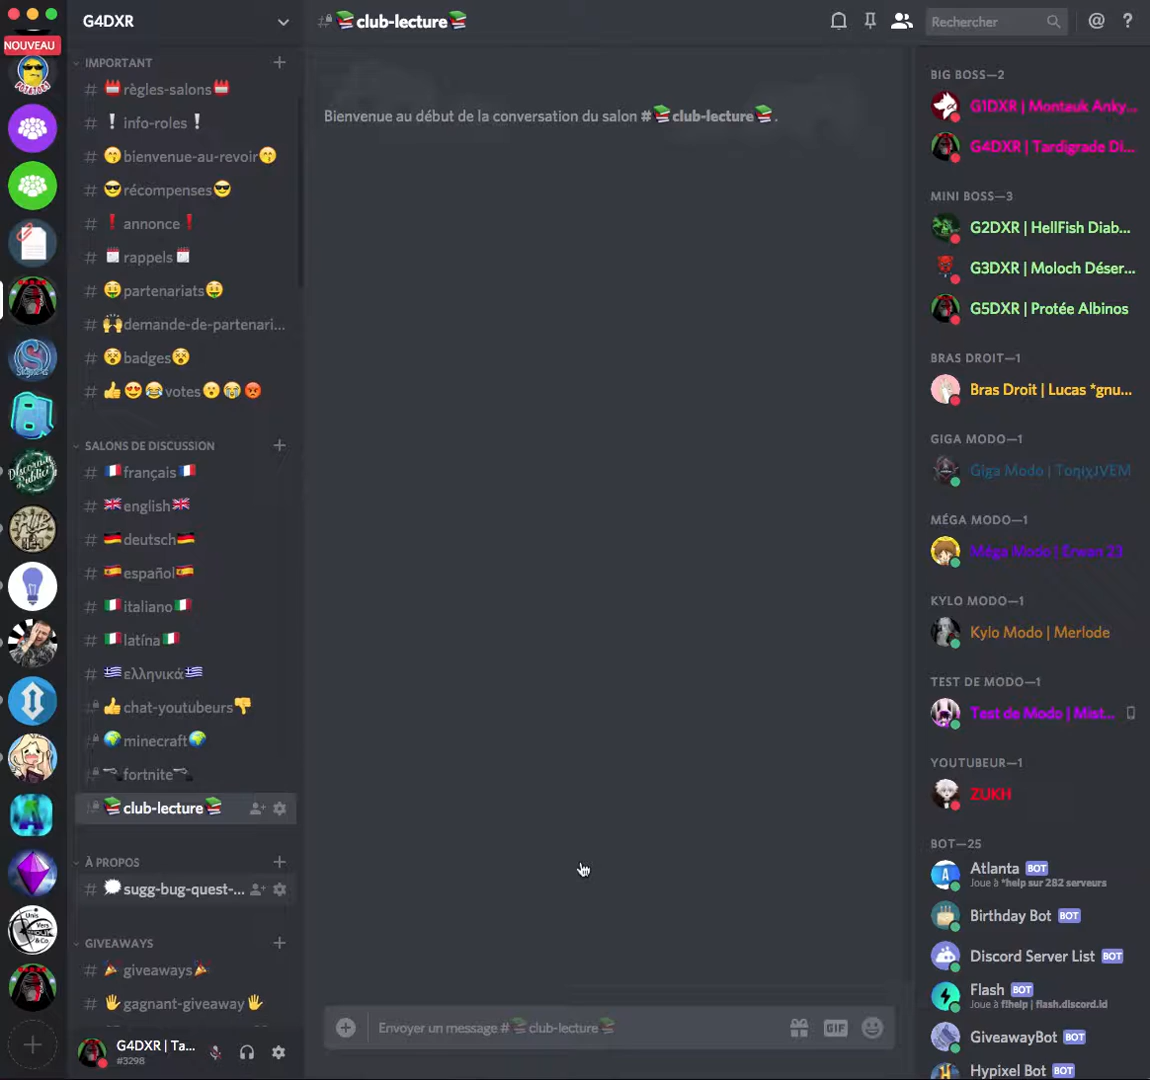 NOUVEAU
G4DXR
IMPORTANT
# 📅règles-salons📅
# ❕info-roles❕
# 😙bienvenue-au-revoir😙
# 😎récompenses😎
# ❗annonce❗
# 🗓rappels🗓
# 🤑partenariats🤑
# 🙌demande-de-partenari...
# 😵badges😵
# 👍😍😂votes😮😭😡
SALONS DE DISCUSSION
# 🇫🇷français🇫🇷
# 🇬🇧english🇬🇧
# 🇩🇪deutsch🇩🇪
# 🇪🇸español🇪🇸
# 🇮🇹italiano🇮🇹
# 🇮🇹latína🇮🇹
# 🇬🇷ελληνικά🇬🇷
# 👍chat-youtubeurs👎
# 🌍minecraft🌍
# 🔫fortnite🔫
# 📚club-lecture📚
À PROPOS
# 💭sugg-bug-quest-...
GIVEAWAYS
# 🎉giveaways🎉
# 🖐gagnant-giveaway🖐
G4DXR | Ta...
#3298
# 📚club-lecture📚
Rechercher
Bienvenue au début de la conversation du salon # 📚club-lecture📚.
Envoyer un message # 📚club-lecture📚
GIF
BIG BOSS—2
G1DXR | Montauk Anky...
G4DXR | Tardigrade Di...
MINI BOSS—3
G2DXR | HellFish Diab...
G3DXR | Moloch Déser...
G5DXR | Protée Albinos
BRAS DROIT—1
Bras Droit | Lucas *gnu...
GIGA MODO—1
Giga Modo | ToηιχJVEM
MÉGA MODO—1
Méga Modo | Erwan 23
KYLO MODO—1
Kylo Modo | Merlode
TEST DE MODO—1
Test de Modo | Mist...
YOUTUBEUR—1
ZUKH
BOT—25
Atlanta BOT
Joue à *help sur 282 serveurs
Birthday Bot BOT
Discord Server List BOT
Flash BOT
Joue à f!help | flash.discord.id
GiveawayBot BOT
Hypixel Bot BOT